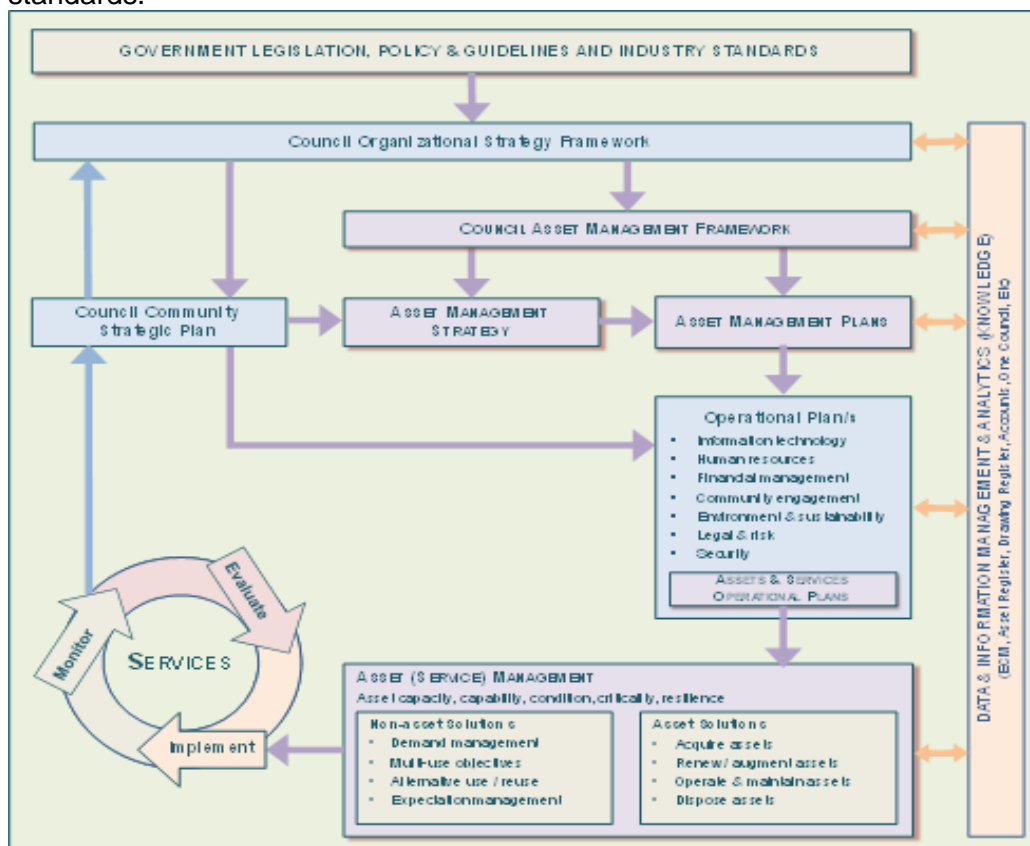 standards.
GOVERNMENT LEGISLATION, POLICY & GUIDELINES AND INDUSTRY STANDARDS
Council Organizational Strategy Framework
COUNCIL ASSET MANAGEMENT FRAMEWORK
Council Community
Strategic Plan
ASSET MANAGEMENT
STRATEGY
ASSET MANAGEMENT PLANS
Operational Plan/s
• Information technology
• Human resources
• Financial management
• Community engagement
• Environment & sustainability
• Legal & risk
• Security
ASSETS & SERVICES
OPERATIONAL PLANS
Evaluate
Monitor
SERVICES
Implement
ASSET (SERVICE) MANAGEMENT
Asset capacity, capability, condition, criticality, resilience
Non-asset Solutions
• Demand management
• Multi-use objectives
• Alternative use / reuse
• Expectation management
Asset Solutions
• Acquire assets
• Renew/ augment assets
• Operate & maintain assets
• Dispose assets
DATA & INFORMATION MANAGEMENT & ANALYTICS (KNOWLEDGE)
(ECM, Asset Register, Drawing Register, Accounts, One Council, Etc)